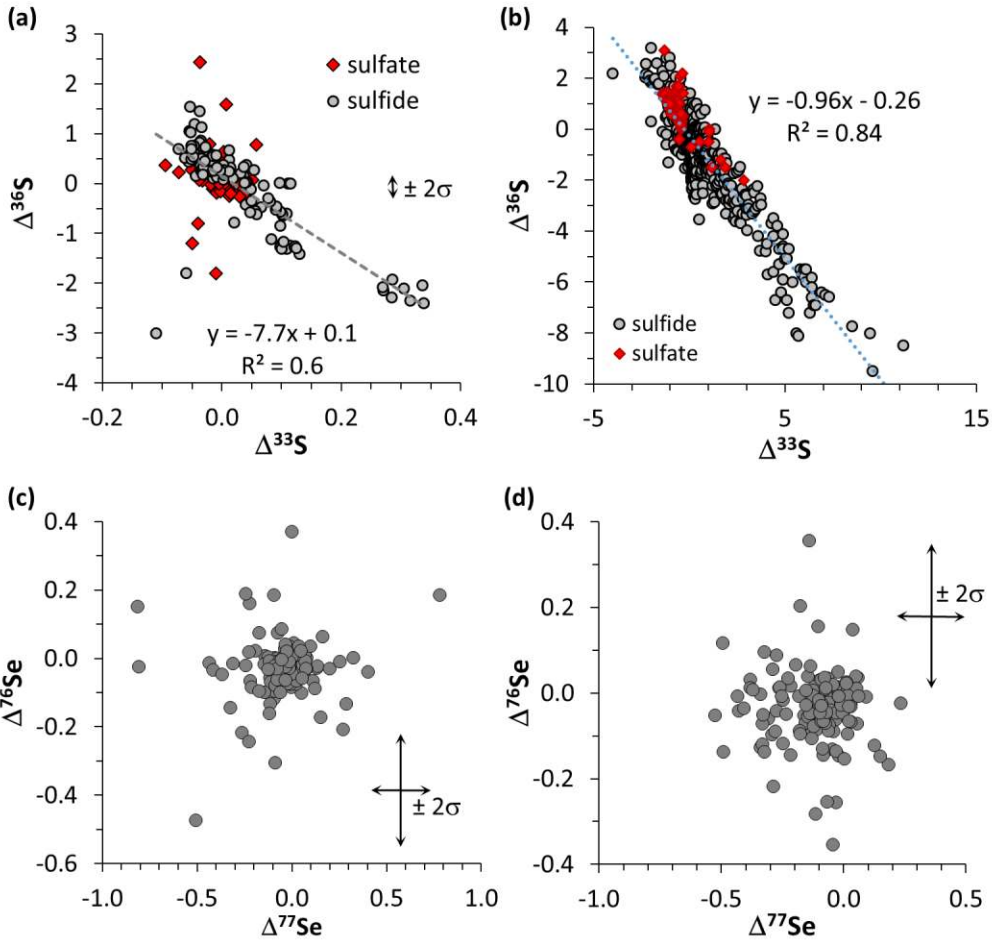 (a)
3
2
1
0
-1
-2
-3
-4
Δ³⁶S
sulfate
sulfide
± 2σ
y = -7.7x + 0.1
R² = 0.6
-0.2
0.0
0.2
0.4
Δ³³S
(b)
4
2
0
-2
-4
-6
-8
-10
Δ³⁶S
y = -0.96x - 0.26
R² = 0.84
sulfide
sulfate
-5
5
15
Δ³³S
(c)
0.4
0.2
0.0
-0.2
-0.4
-0.6
Δ⁷⁶Se
± 2σ
-1.0
-0.5
0.0
0.5
1.0
Δ⁷⁷Se
(d)
0.4
0.2
0.0
-0.2
-0.4
Δ⁷⁶Se
± 2σ
-1.0
-0.5
0.0
0.5
Δ⁷⁷Se